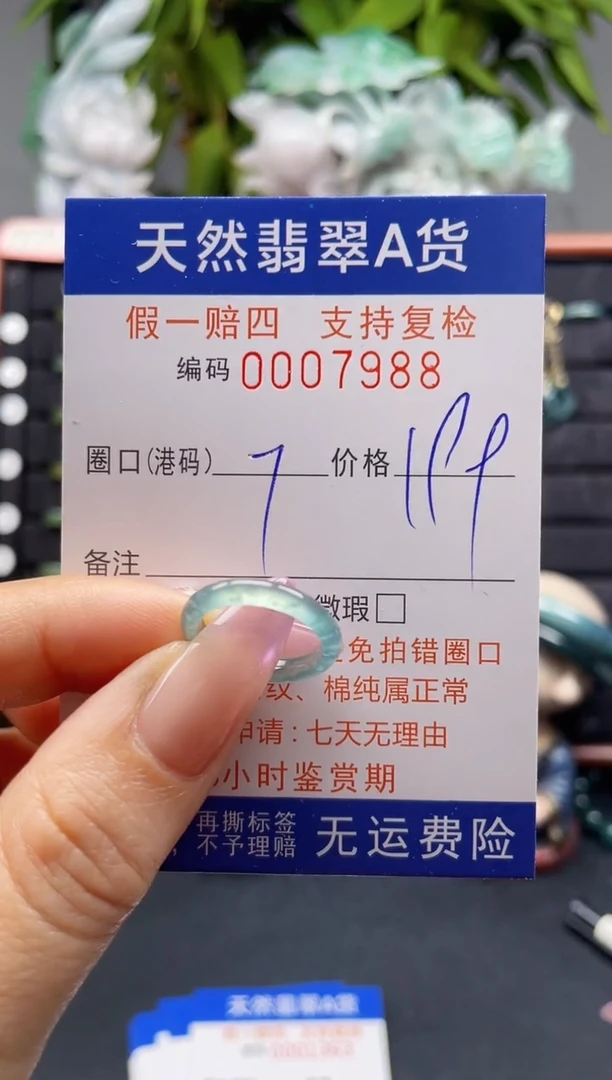 天然翡翠A货
假一赔四 支持复检
编码 0007988
圈口(港码) 7 价格
备注
微瑕□
免拍错圈口
纹、棉纯属正常
申请:七天无理由
小时鉴赏期
再撕标签
不予理赔
无运费险
天然翡翠A货